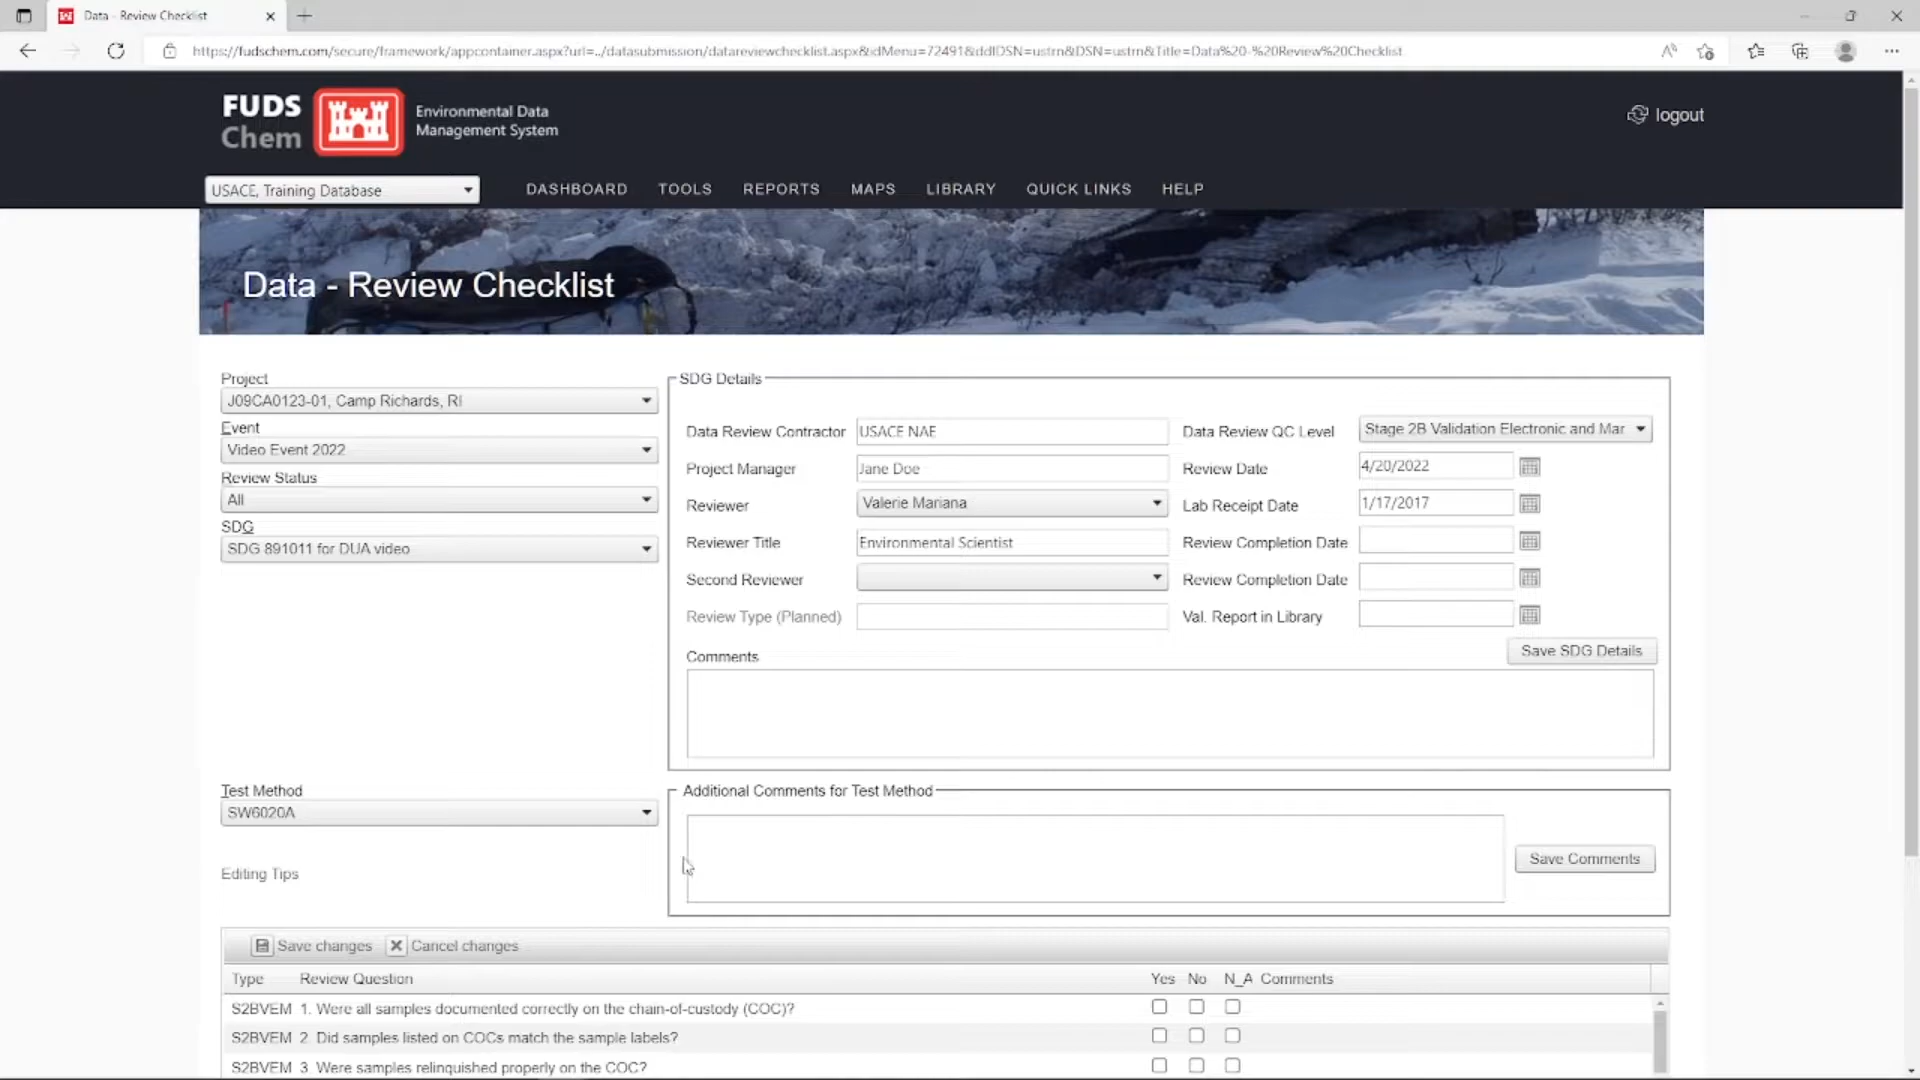 Data - Review Checklist
https://fudschem.com/secure/framework/appcontainer.aspx?url=../datasubmission/datareviewchecklist.aspx&idMenu=72491&ddlDSN=ustrn&DSN=ustrn&Title=Data%20-%20Review%20Checklist
FUDS
Chem
Environmental Data
Management System
logout
USACE, Training Database
DASHBOARD TOOLS REPORTS MAPS LIBRARY QUICK LINKS HELP
Data - Review Checklist
Project
J09CA0123-01, Camp Richards, RI
Event
Video Event 2022
Review Status
All
SDG
SDG 891011 for DUA video
SDG Details
Data Review Contractor USACE NAE Data Review QC Level Stage 2B Validation Electronic and Mar
Project Manager Jane Doe Review Date 4/20/2022
Reviewer Valerie Mariana Lab Receipt Date 1/17/2017
Reviewer Title Environmental Scientist Review Completion Date
Second Reviewer Review Completion Date
Review Type (Planned) Val. Report in Library
Comments Save SDG Details
Test Method
SW6020A
Editing Tips
Additional Comments for Test Method
Save Comments
Save changes Cancel changes
Type Review Question Yes No N_A Comments
S2BVEM 1. Were all samples documented correctly on the chain-of-custody (COC)?
S2BVEM 2. Did samples listed on COCs match the sample labels?
S2BVEM 3. Were samples relinquished properly on the COC?